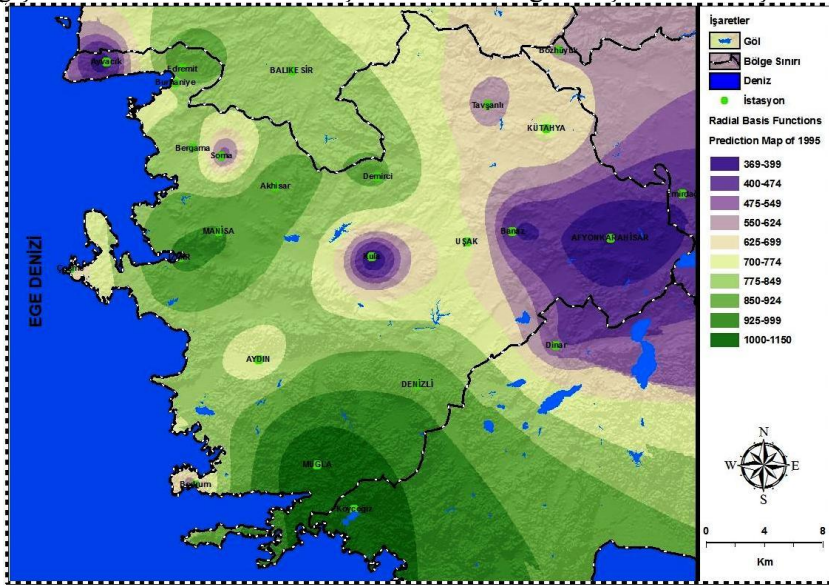 Ayvacık
Edremit
Burhaniye
BALIKESİR
Bozhüyük
Tavşanlı
KÜTAHYA
Bergama
Soma
Akhisar
Demirci
MANİSA
Kula
UŞAK
Banaz
AFYONKARAHİSAR
EGE DENİZİ
AYDIN
Dinar
DENİZLİ
MUĞLA
Bodrum
Köyceğiz
İşaretler
Göl
Bölge Sınırı
Deniz
İstasyon
Radial Basis Functions
Prediction Map of 1995
369-399
400-474
475-549
550-624
625-699
700-774
775-849
850-924
925-999
1000-1150
N
W E
S
0 4 8
Km